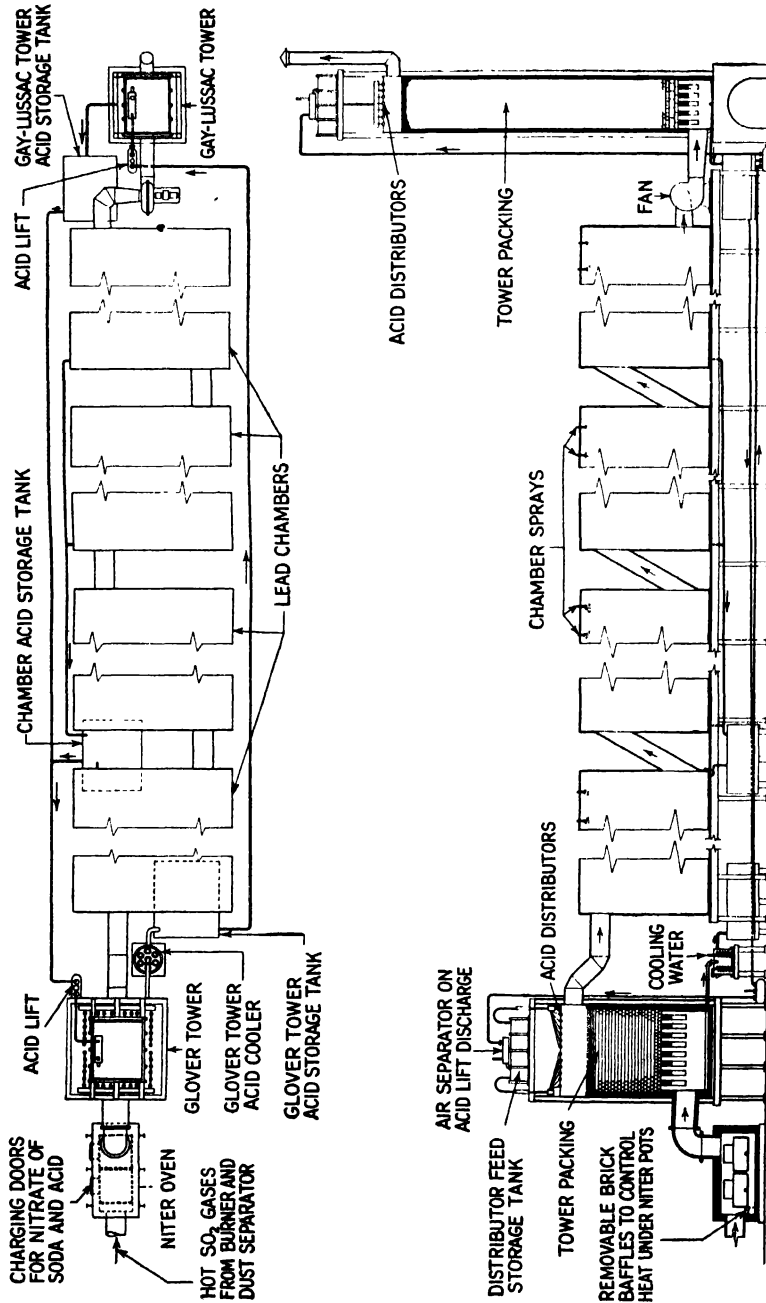 CHARGING DOORS
FOR NITRATE OF
SODA AND ACID
HOT SO₂ GASES
FROM BURNER AND
DUST SEPARATOR
NITER OVEN
ACID LIFT
GLOVER TOWER
GLOVER TOWER
ACID COOLER
GLOVER TOWER
ACID STORAGE TANK
CHAMBER ACID STORAGE TANK
LEAD CHAMBERS
ACID LIFT
GAY-LUSSAC TOWER
ACID STORAGE TANK
GAY-LUSSAC TOWER
REMOVABLE BRICK
BAFFLES TO CONTROL
HEAT UNDER NITER POTS
TOWER PACKING
DISTRIBUTOR FEED
STORAGE TANK
AIR SEPARATOR ON
ACID LIFT DISCHARGE
ACID DISTRIBUTORS
COOLING
WATER
CHAMBER SPRAYS
FAN
TOWER PACKING
ACID DISTRIBUTORS